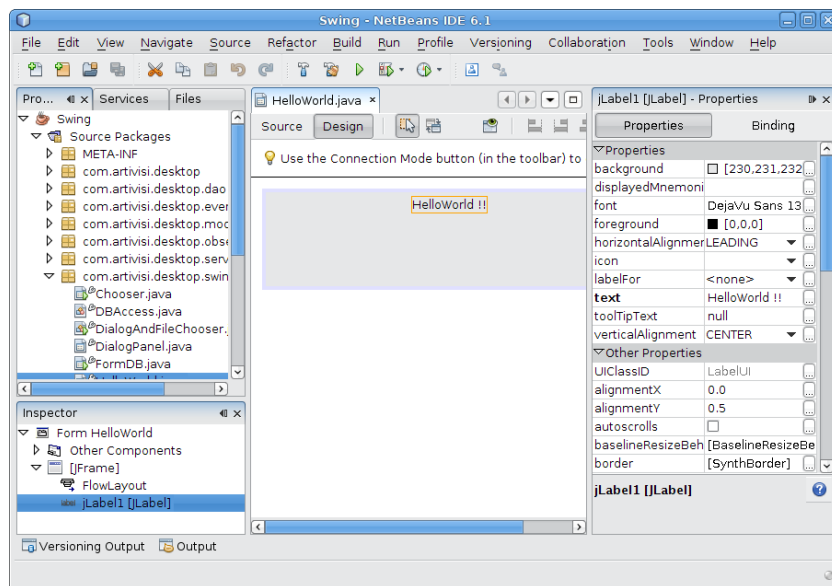 Swing - NetBeans IDE 6.1
File Edit View Navigate Source Refactor Build Run Profile Versioning Collaboration Tools Window Help
Pro... Services Files
Swing
Source Packages
META-INF
com.artivisi.desktop
com.artivisi.desktop.dao
com.artivisi.desktop.ever
com.artivisi.desktop.moc
com.artivisi.desktop.obse
com.artivisi.desktop.serv
com.artivisi.desktop.swin
Chooser.java
DBAccess.java
DialogAndFileChooser.
DialogPanel.java
FormDB.java
Inspector
Form HelloWorld
Other Components
[JFrame]
FlowLayout
jLabel1 [JLabel]
HelloWorld.java
Source Design
Use the Connection Mode button (in the toolbar) to
HelloWorld !!
jLabel1 [JLabel] - Properties
Properties Binding
Properties
background [230,231,232
displayedMnemoni
font DejaVu Sans 13
foreground [0,0,0]
horizontalAlignmer LEADING
icon
labelFor <none>
text HelloWorld !!
toolTipText null
verticalAlignment CENTER
Other Properties
UIClassID LabelUI
alignmentX 0.0
alignmentY 0.5
autoscrolls
baselineResizeBeh [BaselineResizeBe
border [SynthBorder]
jLabel1 [JLabel]
Versioning Output Output